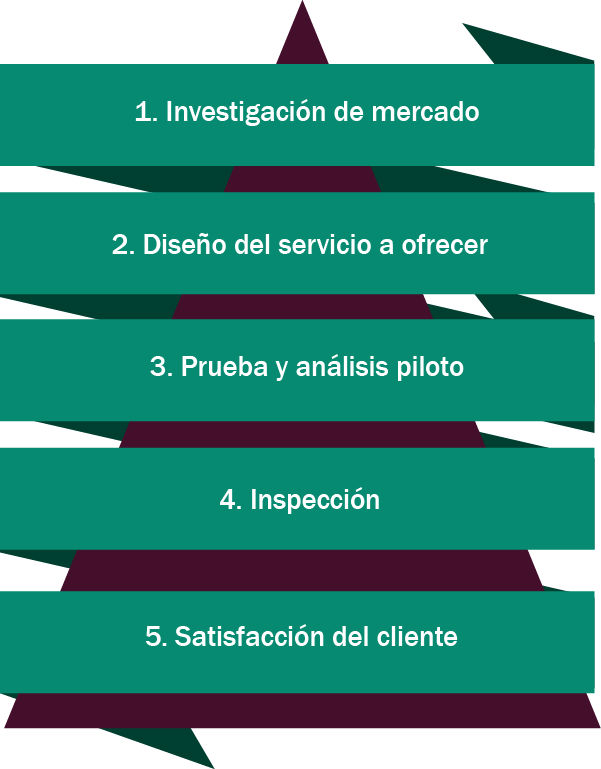 1. Investigación de mercado
2. Diseño del servicio a ofrecer
3. Prueba y análisis piloto
4. Inspección
5. Satisfacción del cliente